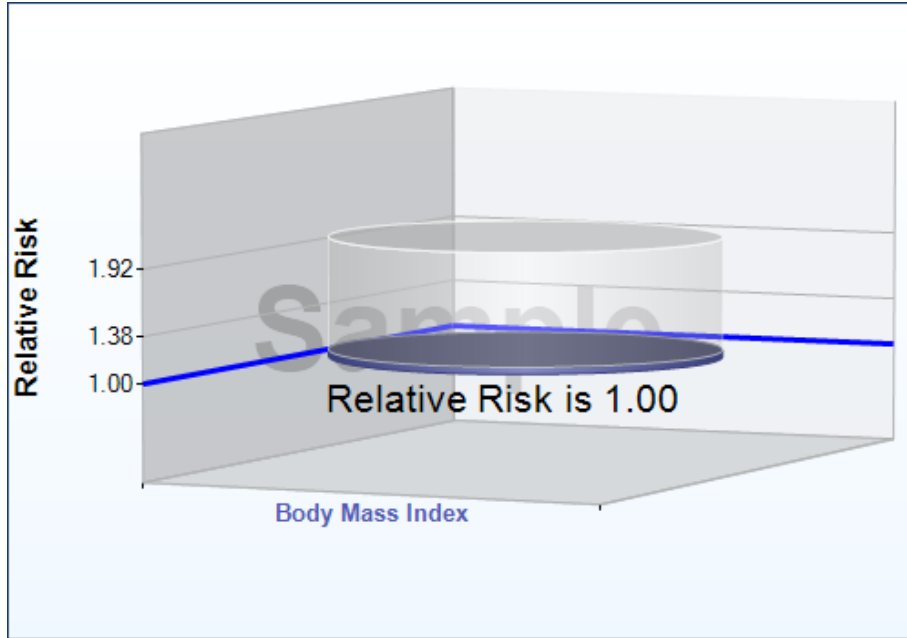 Relative Risk
1.92
1.38
1.00
Sample
Relative Risk is 1.00
Body Mass Index